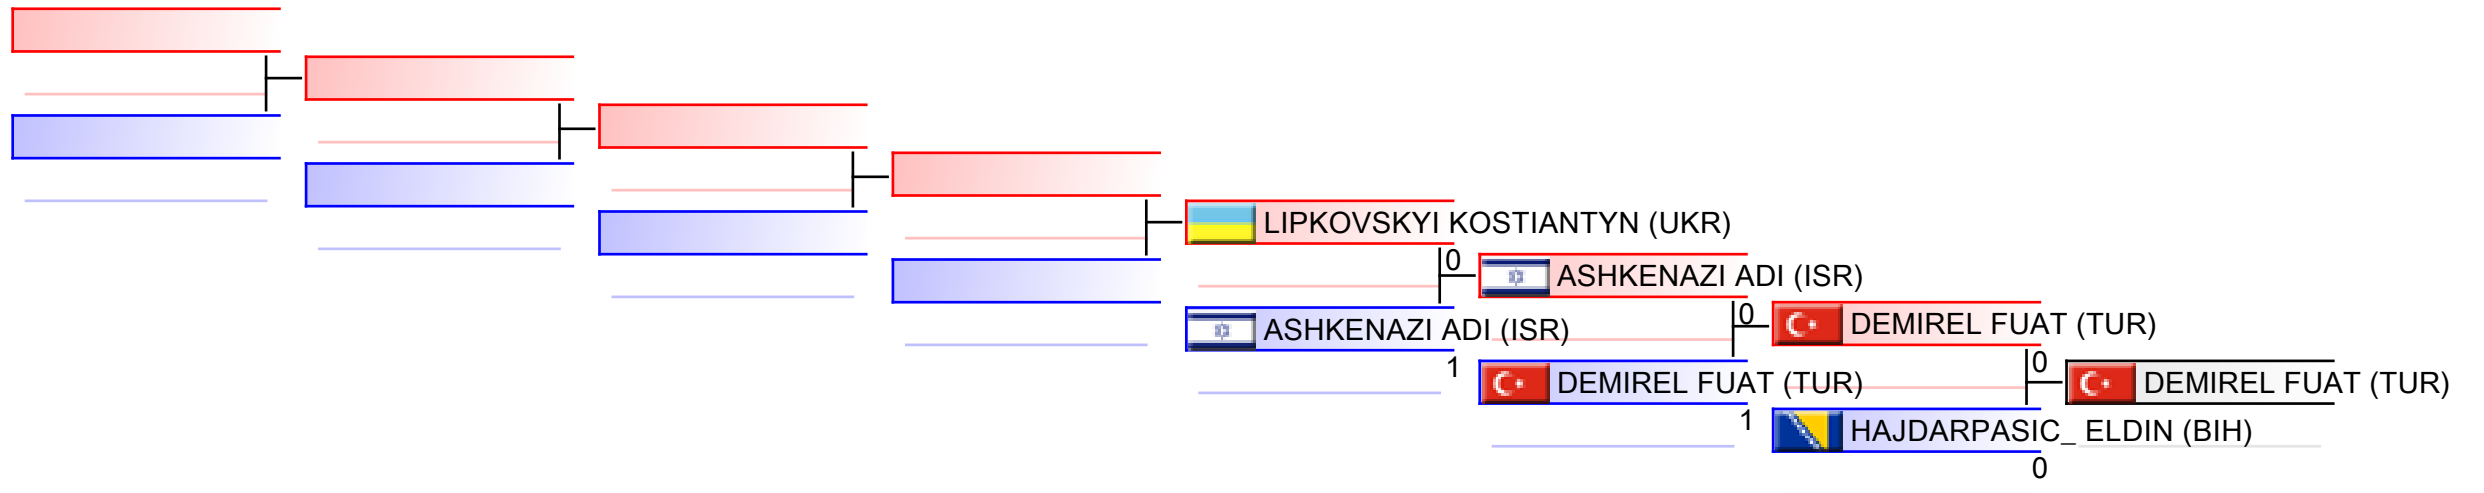 LIPKOVSKYI KOSTIANTYN (UKR)
0
ASHKENAZI ADI (ISR)
ASHKENAZI ADI (ISR)
1
0
DEMIREL FUAT (TUR)
DEMIREL FUAT (TUR)
1
0
DEMIREL FUAT (TUR)
HAJDARPASIC_ ELDIN (BIH)
0